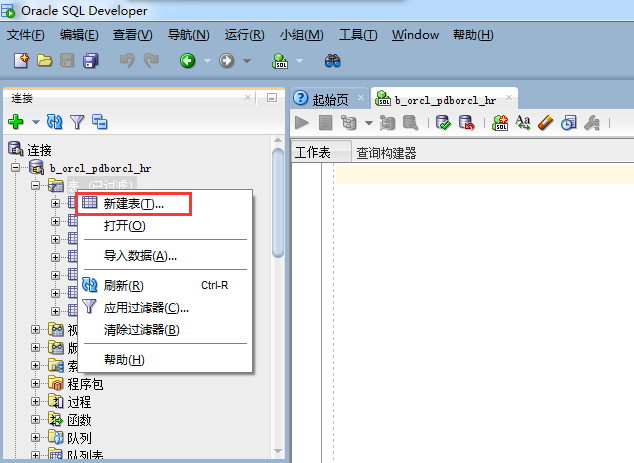 Oracle SQL Developer
文件(F) 编辑(E) 查看(V) 导航(N) 运行(R) 小组(M) 工具(T) Window 帮助(H)
连接
起始页 b_orcl_pdborcl_hr
工作表 查询构建器
连接
b_orcl_pdborcl_hr
表 (已过滤)
新建表(T)...
打开(O)
导入数据(A)...
刷新(R) Ctrl-R
应用过滤器(C)...
清除过滤器(B)
帮助(H)
视
版
索
程序包
过程
函数
队列
队列表